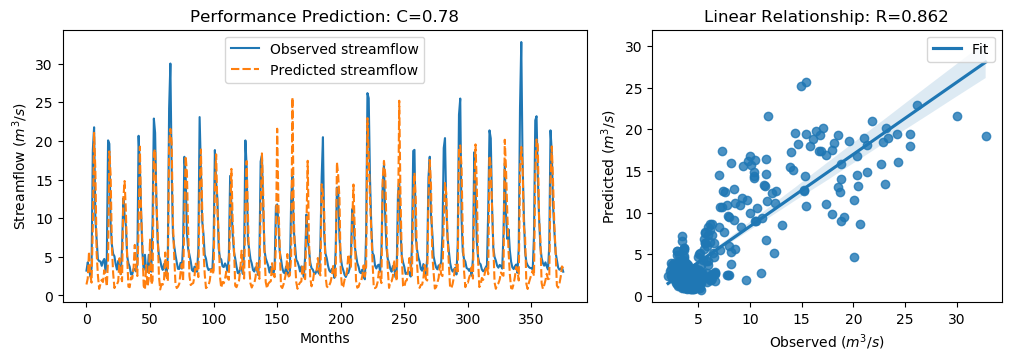 Performance Prediction: C=0.78
Observed streamflow
Predicted streamflow
Streamflow (m³/s)
30
25
20
15
10
5
0
0 50 100 150 200 250 300 350
Months
Linear Relationship: R=0.862
Fit
Predicted (m³/s)
30
25
20
15
10
5
0
5 10 15 20 25 30
Observed (m³/s)